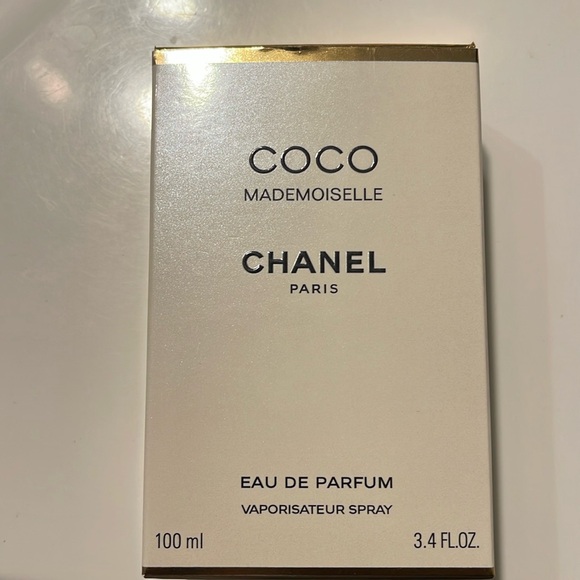 COCO
MADEMOISELLE
CHANEL
PARIS
EAU DE PARFUM
VAPORISATEUR SPRAY
100 ml 3.4 FL.OZ.